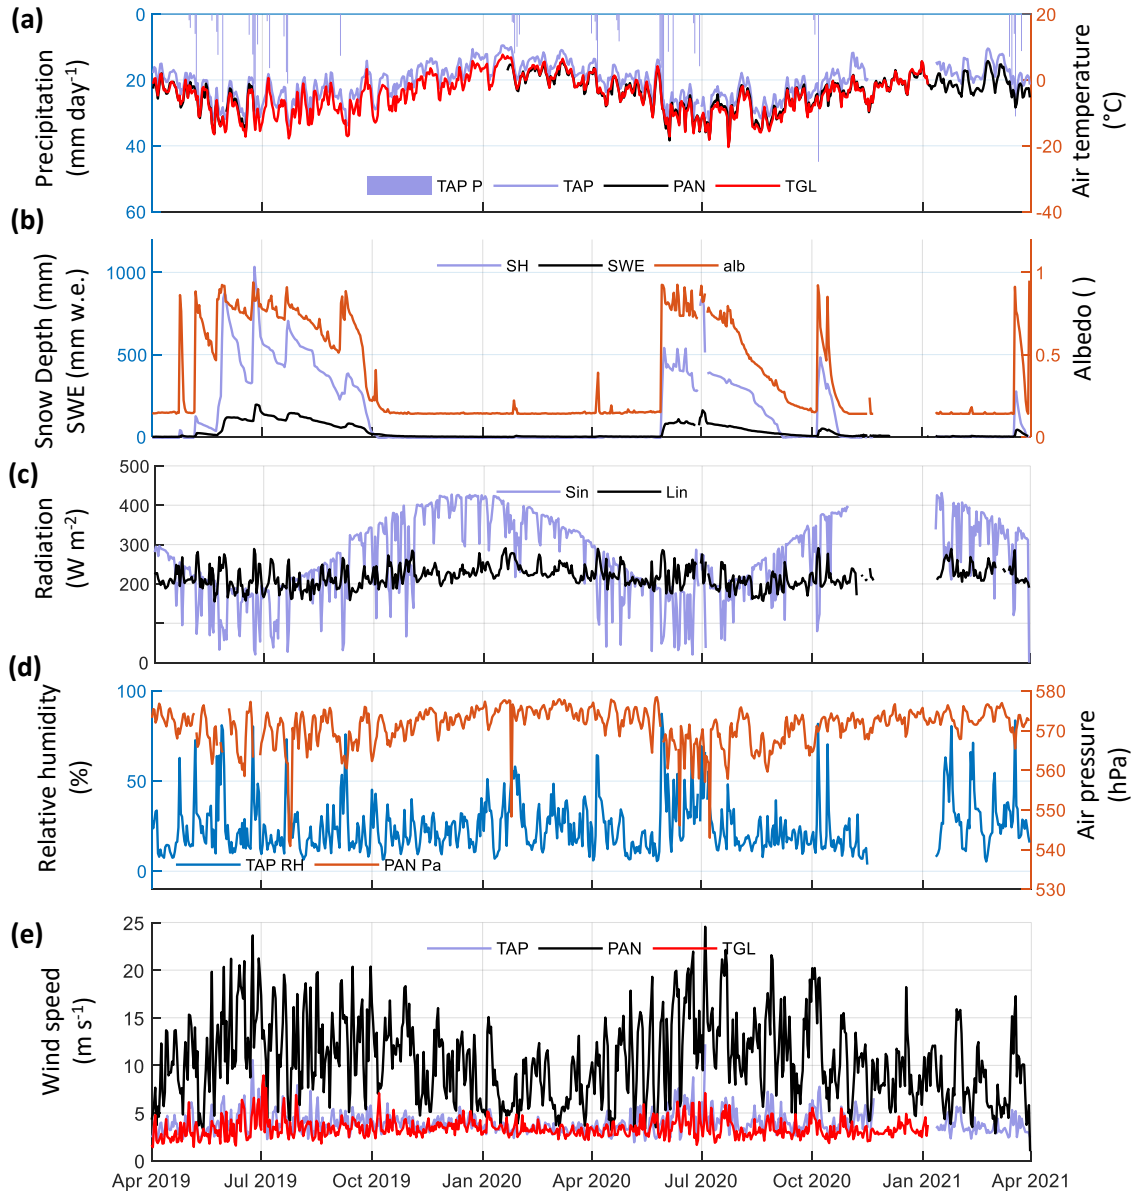 (a)
Precipitation
(mm day-1)
0
20
40
60
20
0
-20
-40
Air temperature
(°C)
TAP P
TAP
PAN
TGL
(b)
Snow Depth (mm)
SWE (mm w.e.)
1000
500
0
SH
SWE
alb
1
0.5
0
Albedo ( )
(c)
Radiation
(W m-2)
500
400
300
200
0
Sin
Lin
(d)
Relative humidity
(%)
100
50
0
TAP RH
PAN Pa
580
570
560
550
540
530
Air pressure
(hPa)
(e)
Wind speed
(m s-1)
25
20
15
10
5
0
TAP
PAN
TGL
Apr 2019
Jul 2019
Oct 2019
Jan 2020
Apr 2020
Jul 2020
Oct 2020
Jan 2021
Apr 2021